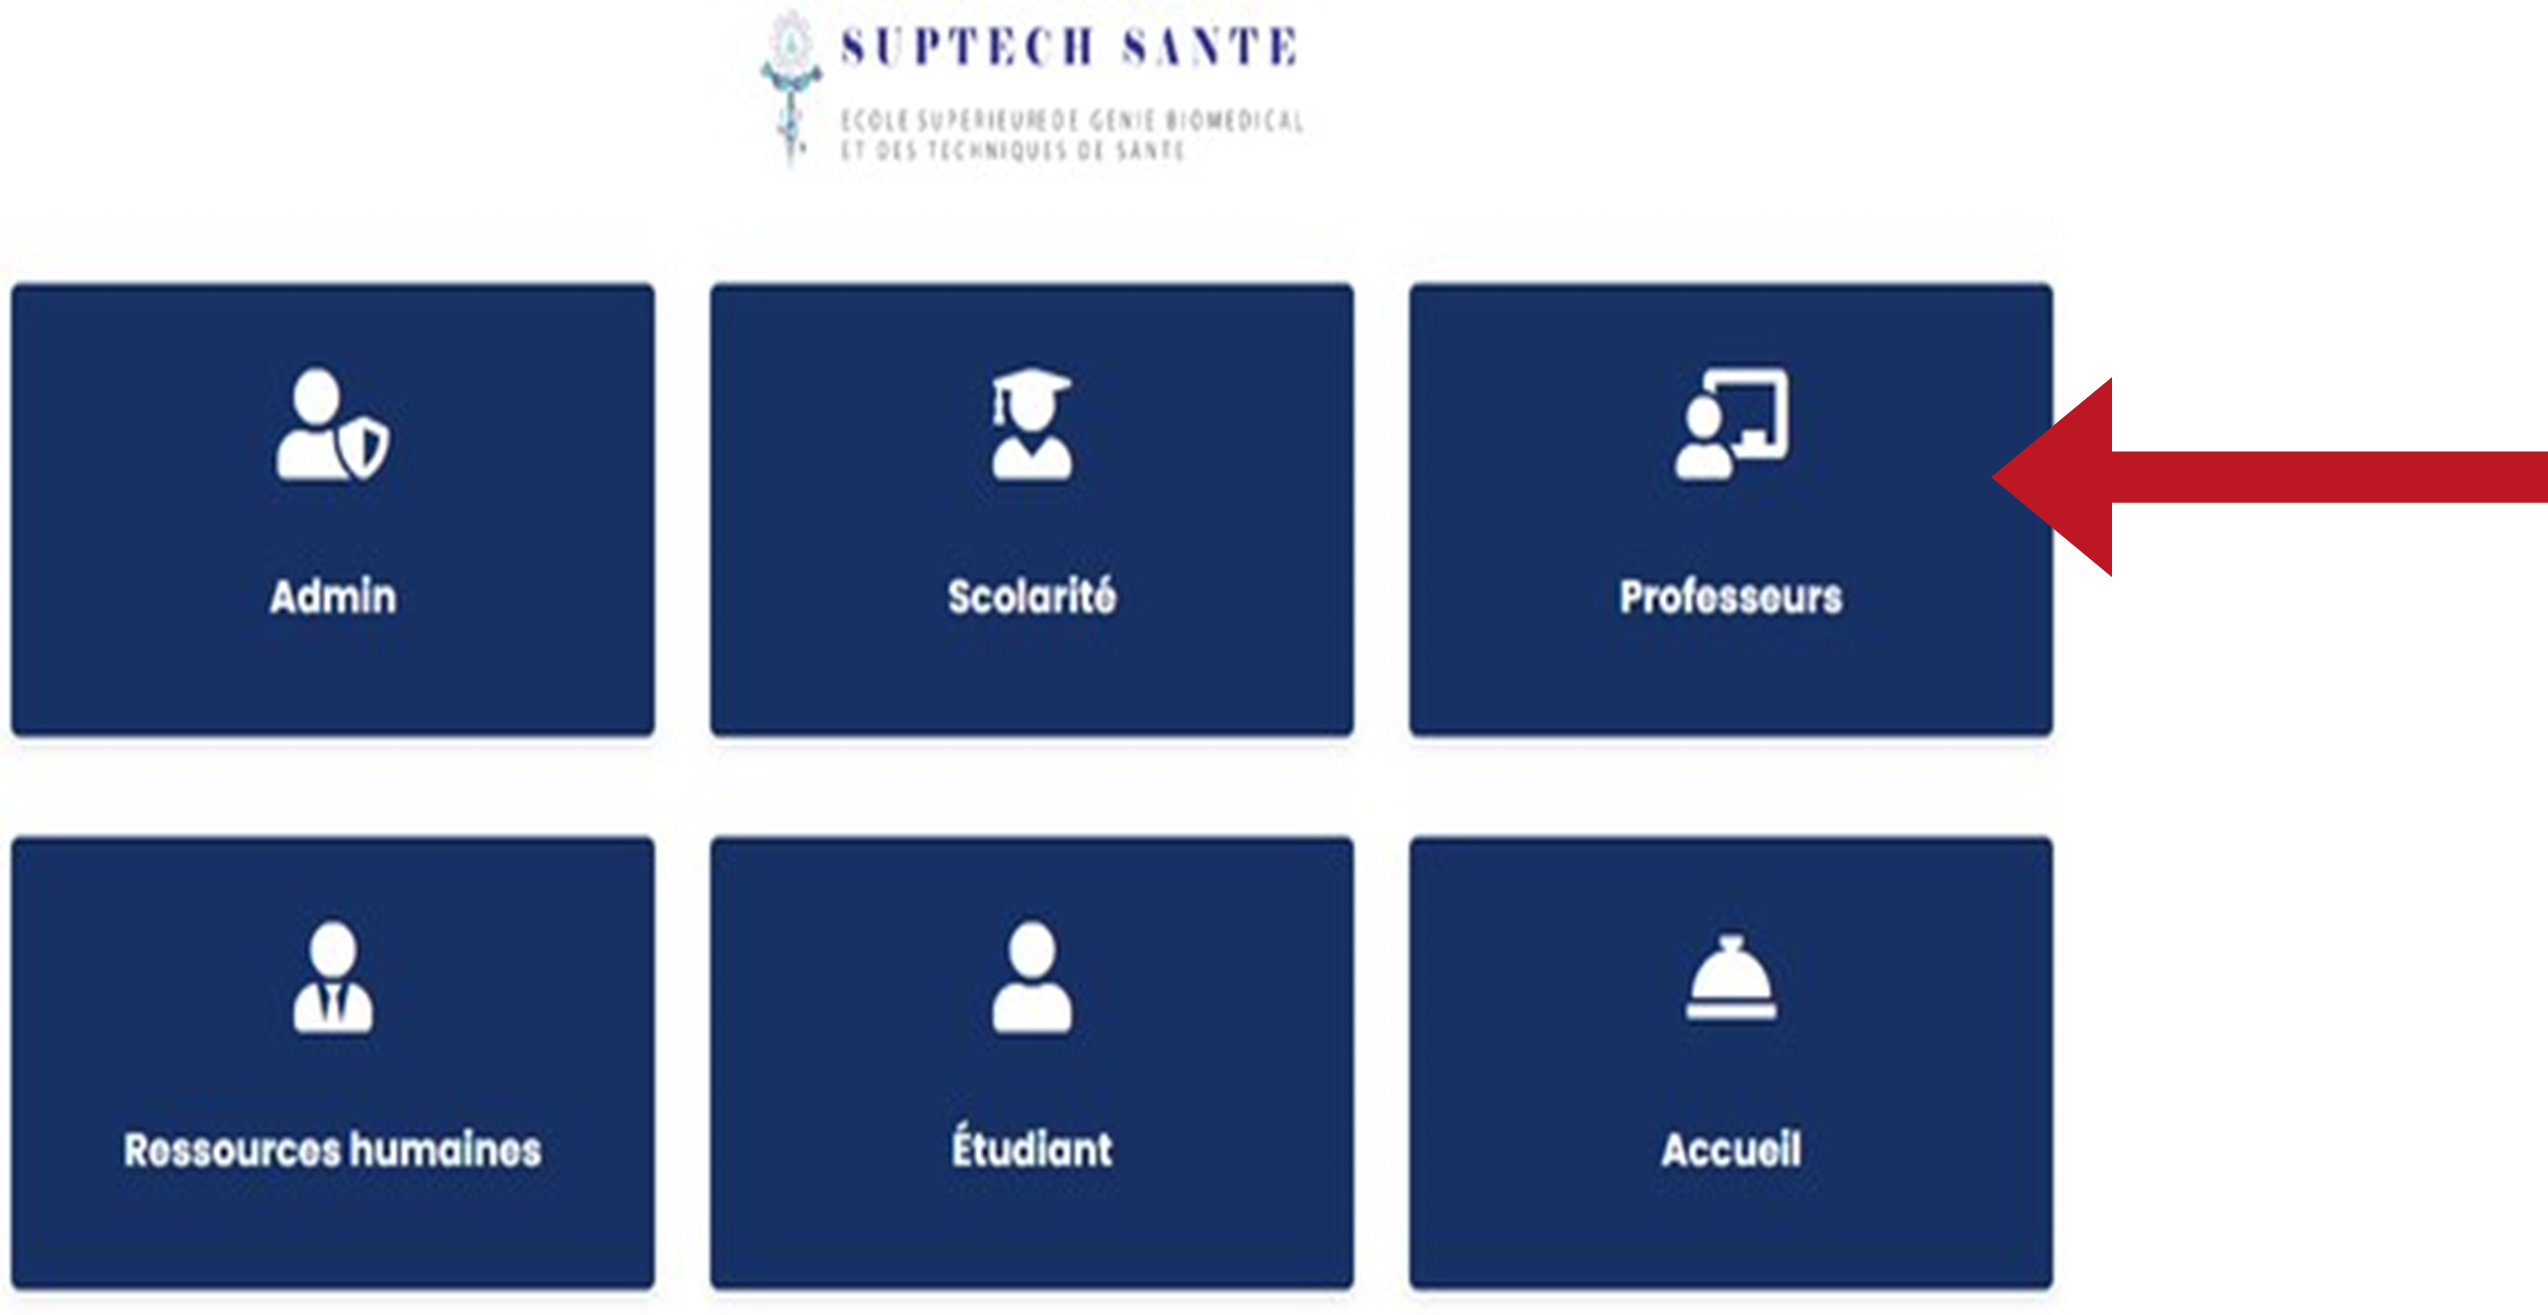 SUPTECH SANTE
ECOLE SUPERIEURE DE GENIE BIOMEDICAL
ET DES TECHNIQUES DE SANTE
Admin
Scolarité
Professeurs
Ressources humaines
Étudiant
Accueil